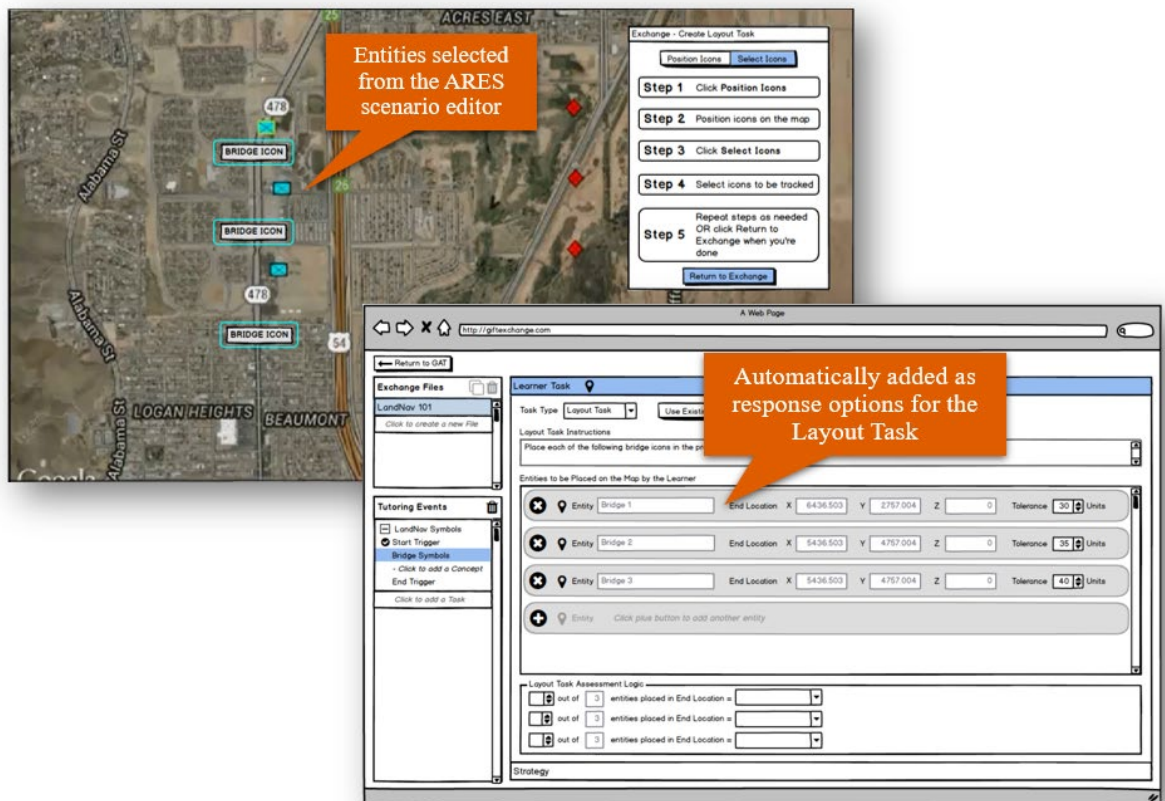 ACRES EAST
25
Entities selected
from the ARES
scenario editor
478
BRIDGE ICON
26
BRIDGE ICON
478
BRIDGE ICON
54
Alabama St
Alabama St
Alabama St
LOGAN HEIGHTS
BEAUMONT
Google
Exchange - Create Layout Task
Position Icons Select Icons
Step 1 Click Position Icons
Step 2 Position icons on the map
Step 3 Click Select Icons
Step 4 Select icons to be tracked
Step 5 Repeat steps as needed
OR click Return to
Exchange when you're
done
Return to Exchange
A Web Page
http://giftexchange.com
Return to GAT
Exchange Files
LandNav 101
Click to create a new File
Tutoring Events
LandNav Symbols
Start Trigger
Bridge Symbols
- Click to add a Concept
End Trigger
Click to add a Task
Learner Task
Automatically added as
response options for the
Layout Task
Task Type Layout Task Use Existi
Layout Task Instructions
Place each of the following bridge icons in the pr
Entities to be Placed on the Map by the Learner
Entity Bridge 1 End Location X 6436.503 Y 2757.004 Z 0 Tolerance 30 Units
Entity Bridge 2 End Location X 5436.503 Y 4757.004 Z 0 Tolerance 35 Units
Entity Bridge 3 End Location X 5436.503 Y 4757.004 Z 0 Tolerance 40 Units
Entity Click plus button to add another entity
Layout Task Assessment Logic
out of 3 entities placed in End Location =
out of 3 entities placed in End Location =
out of 3 entities placed in End Location =
Strategy